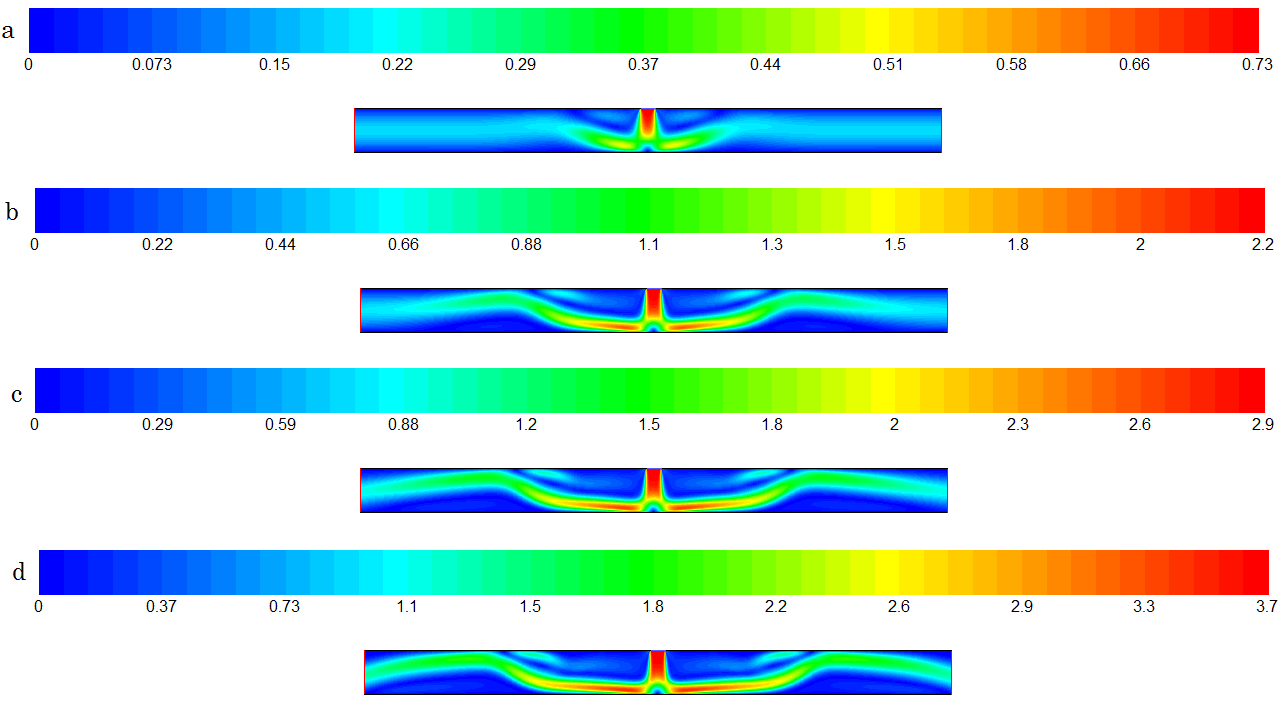 a
0 0.073 0.15 0.22 0.29 0.37 0.44 0.51 0.58 0.66 0.73
b
0 0.22 0.44 0.66 0.88 1.1 1.3 1.5 1.8 2 2.2
c
0 0.29 0.59 0.88 1.2 1.5 1.8 2 2.3 2.6 2.9
d
0 0.37 0.73 1.1 1.5 1.8 2.2 2.6 2.9 3.3 3.7